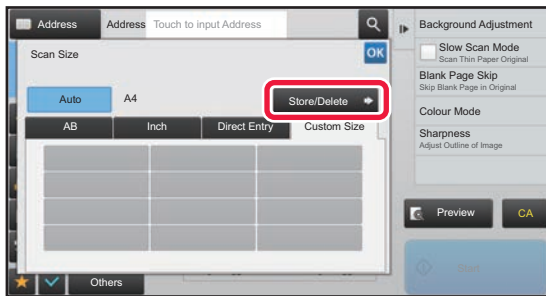 Address
Address
Touch to input Address
Scan Size
OK
Auto
A4
Store/Delete
AB
Inch
Direct Entry
Custom Size
Others
Background Adjustment
Slow Scan Mode
Scan Thin Paper Original
Blank Page Skip
Skip Blank Page in Original
Colour Mode
Sharpness
Adjust Outline of Image
Preview
CA
Start